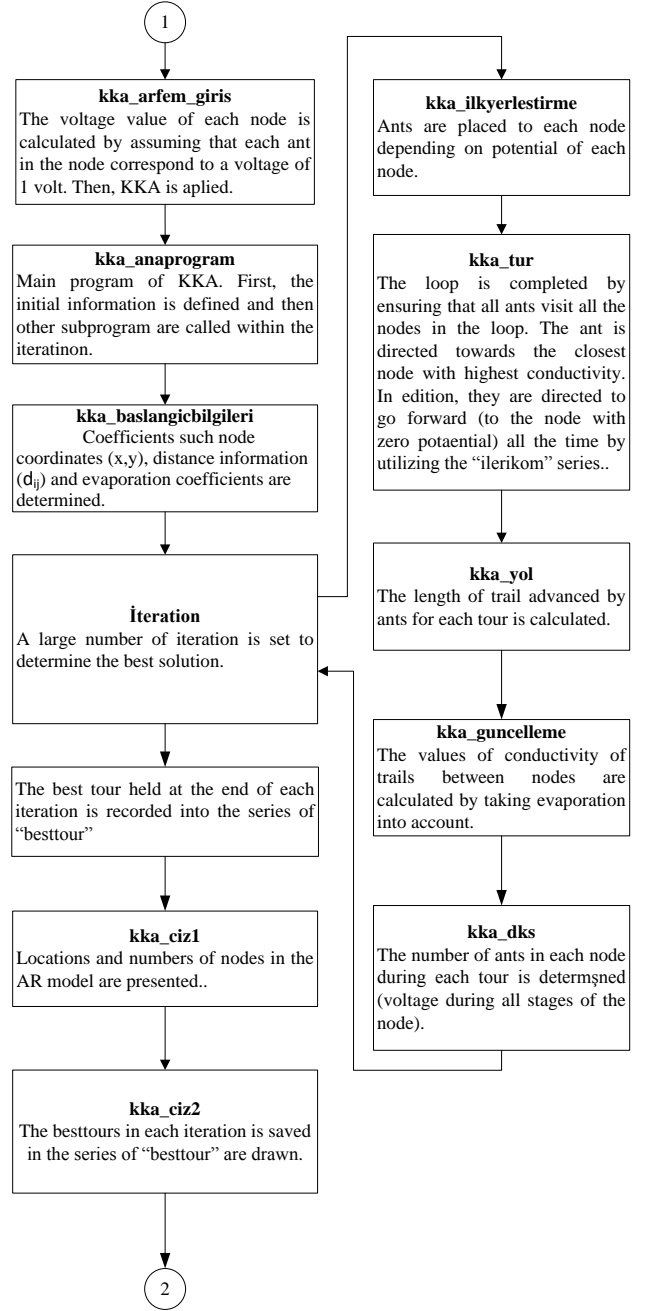 1
kka_arfem_giris
The voltage value of each node is
calculated by assuming that each ant
in the node correspond to a voltage of
1 volt. Then, KKA is aplied.
kka_anaprogram
Main program of KKA. First, the
initial information is defined and then
other subprogram are called within the
iteratinon.
kka_baslangicbilgileri
Coefficients such node
coordinates (x,y), distance information
(dij) and evaporation coefficients are
determined.
İteration
A large number of iteration is set to
determine the best solution.
The best tour held at the end of each
iteration is recorded into the series of
“besttour”
kka_ciz1
Locations and numbers of nodes in the
AR model are presented..
kka_ciz2
The besttours in each iteration is saved
in the series of “besttour” are drawn.
2
kka_ilkyerlestirme
Ants are placed to each node
depending on potential of each
node.
kka_tur
The loop is completed by
ensuring that all ants visit all the
nodes in the loop. The ant is
directed towards the closest
node with highest conductivity.
In edition, they are directed to
go forward (to the node with
zero potaential) all the time by
utilizing the “ilerikom” series..
kka_yol
The length of trail advanced by
ants for each tour is calculated.
kka_guncelleme
The values of conductivity of
trails between nodes are
calculated by taking evaporation
into account.
kka_dks
The number of ants in each node
during each tour is determşned
(voltage during all stages of the
node).